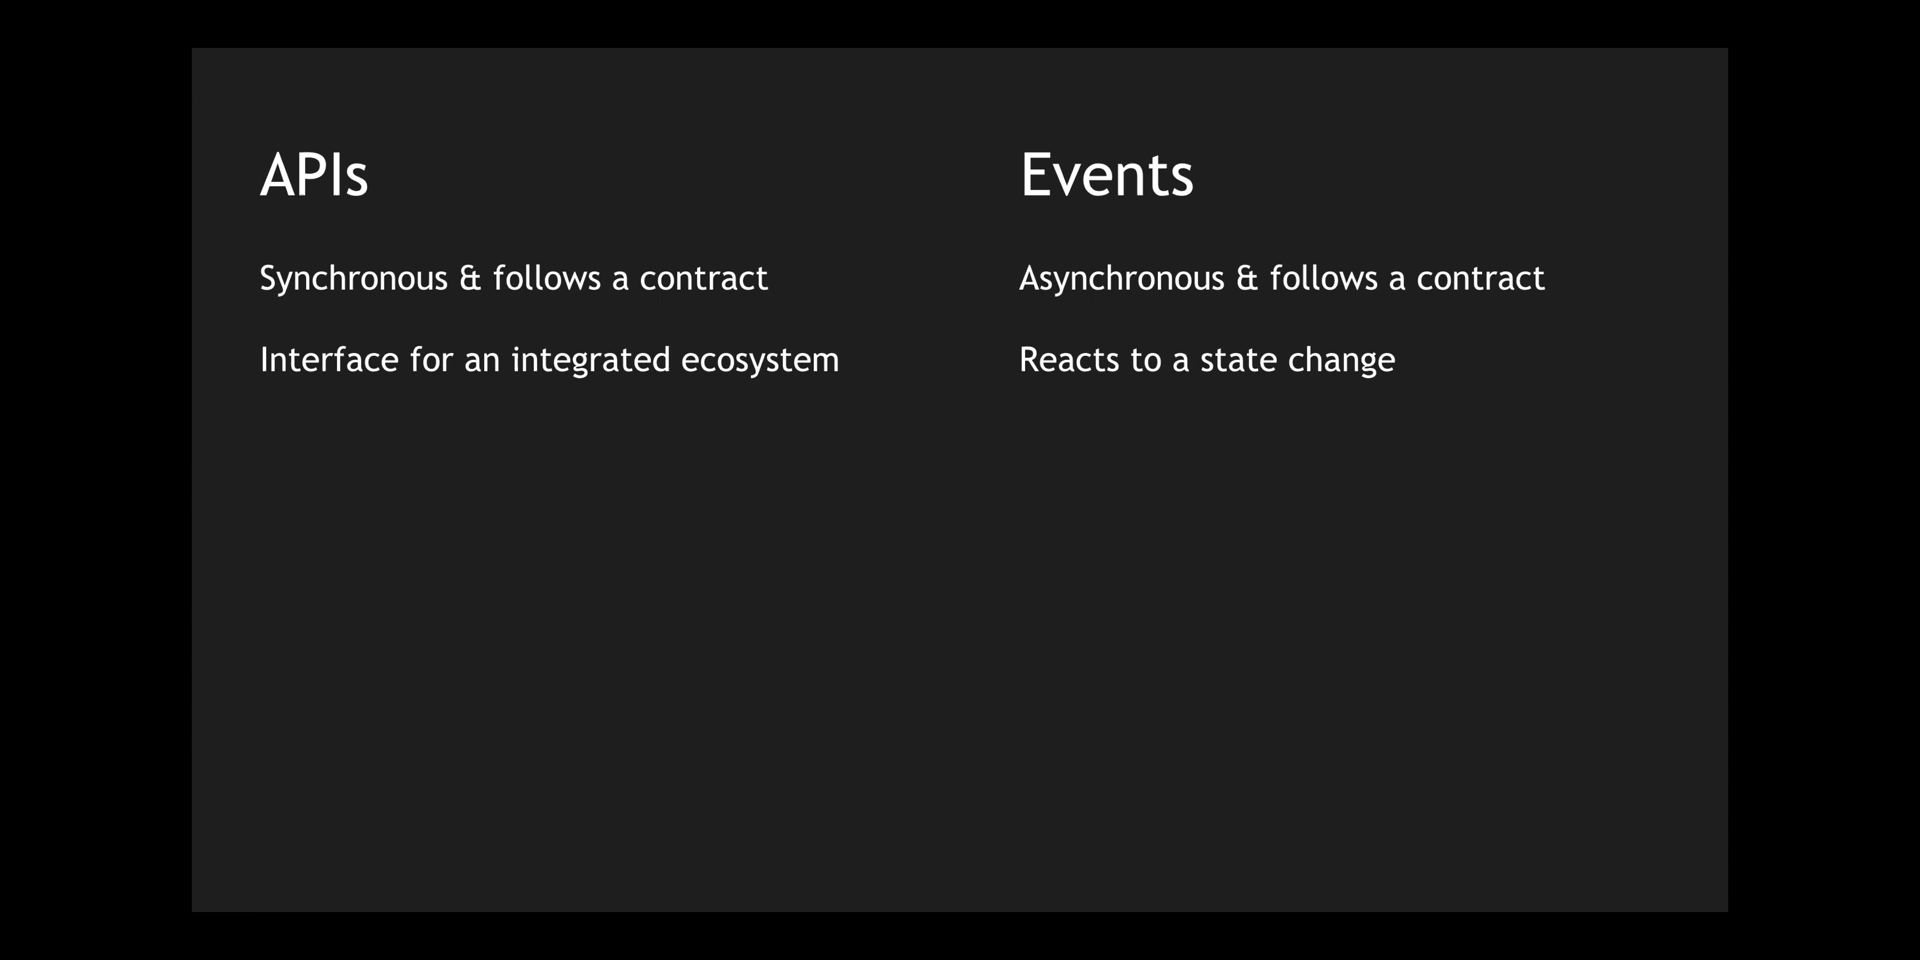 APIs
Synchronous & follows a contract
Interface for an integrated ecosystem
Events
Asynchronous & follows a contract
Reacts to a state change